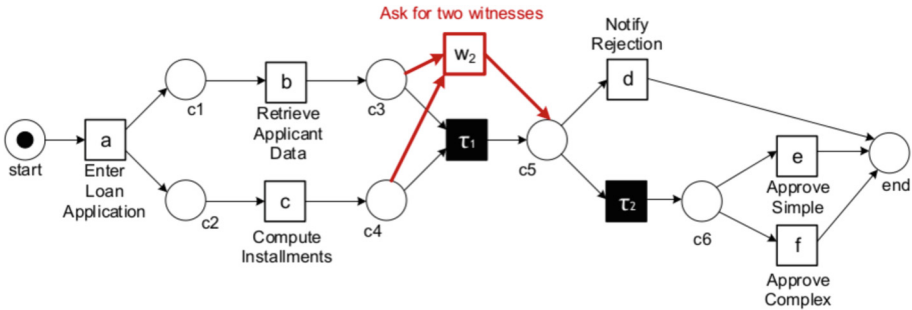 Ask for two witnesses
w2
Notify
Rejection
d
b
c1
Retrieve
Applicant
Data
c3
a
start
Enter
Loan
Application
τ1
c5
e
Approve
Simple
end
c
c2
Compute
Installments
c4
τ2
c6
f
Approve
Complex